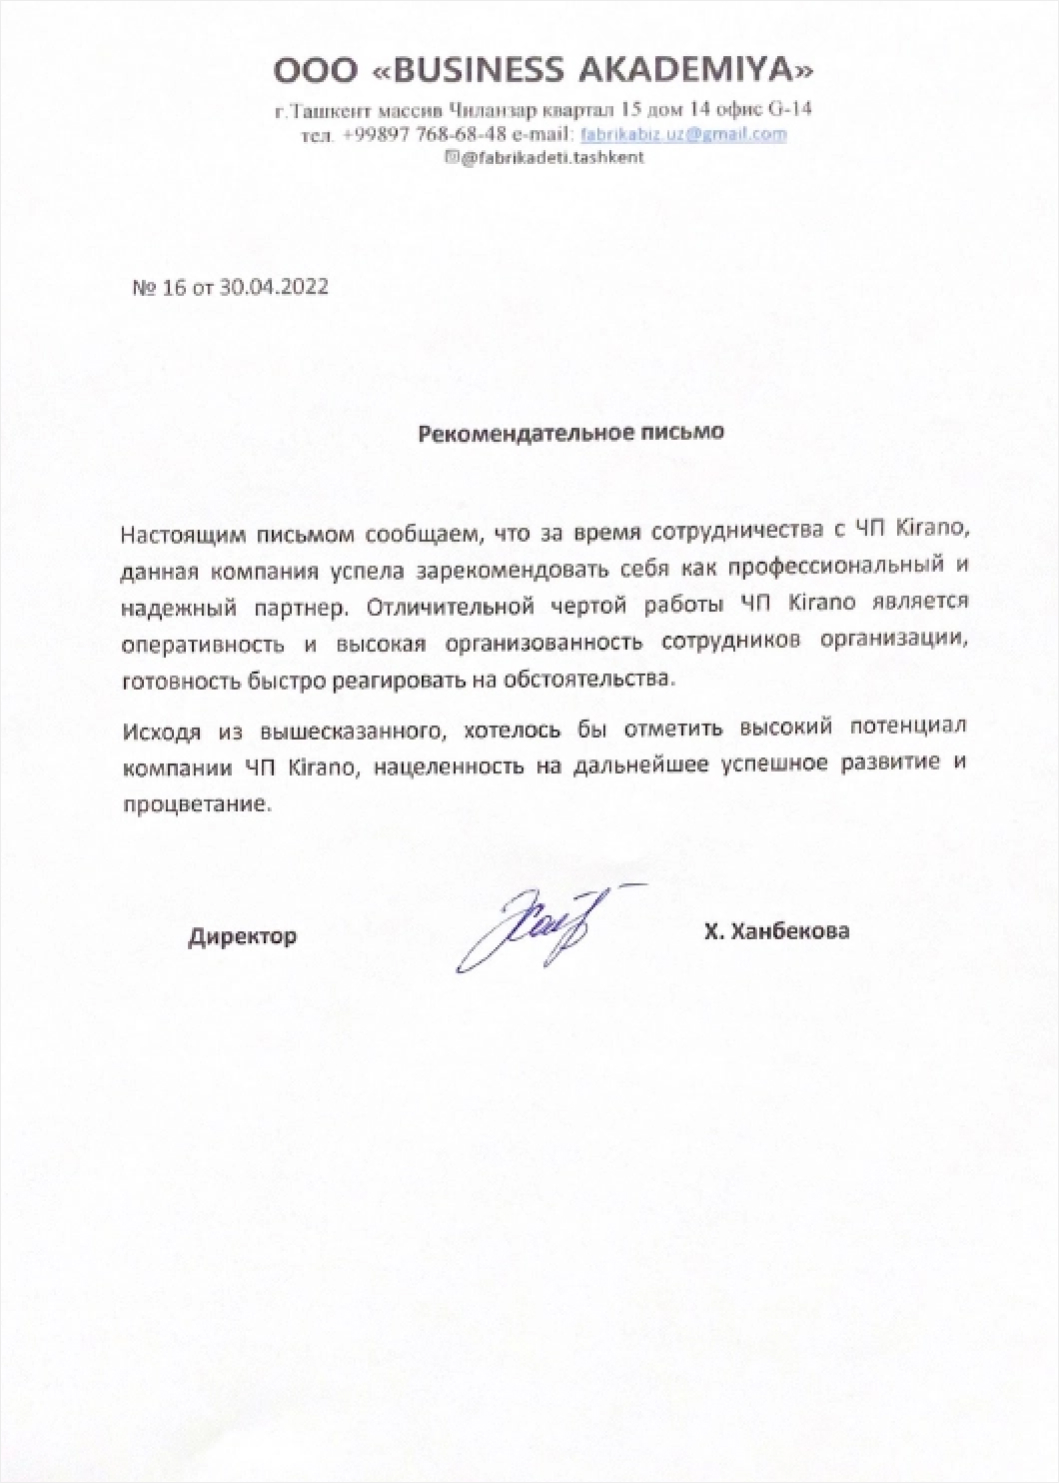 ООО «BUSINESS AKADEMIYA»
г.Ташкент массив Чиланзар квартал 15 дом 14 офис G-14
тел. +99897 768-68-48 e-mail: fabrikabiz.uz@gmail.com
@fabrikadeti.tashkent
№ 16 от 30.04.2022
Рекомендательное письмо
Настоящим письмом сообщаем, что за время сотрудничества с ЧП Kirano,
данная компания успела зарекомендовать себя как профессиональный и
надежный партнер. Отличительной чертой работы ЧП Kirano является
оперативность и высокая организованность сотрудников организации,
готовность быстро реагировать на обстоятельства.
Исходя из вышесказанного, хотелось бы отметить высокий потенциал
компании ЧП Kirano, нацеленность на дальнейшее успешное развитие и
процветание.
Директор
Х. Ханбекова